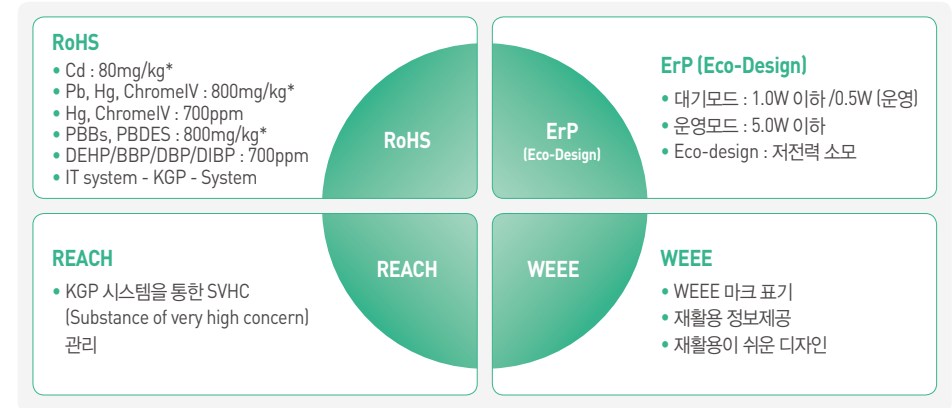 RoHS
• Cd : 80mg/kg*
• Pb, Hg, ChromeIV : 800mg/kg*
• Hg, ChromeIV : 700ppm
• PBBs, PBDES : 800mg/kg*
• DEHP/BBP/DBP/DIBP : 700ppm
• IT system - KGP - System
RoHS
ErP
(Eco-Design)
ErP (Eco-Design)
• 대기모드 : 1.0W 이하 /0.5W (운영)
• 운영모드 : 5.0W 이하
• Eco-design : 저전력 소모
REACH
• KGP 시스템을 통한 SVHC
(Substance of very high concern)
관리
REACH
WEEE
WEEE
• WEEE 마크 표기
• 재활용 정보제공
• 재활용이 쉬운 디자인